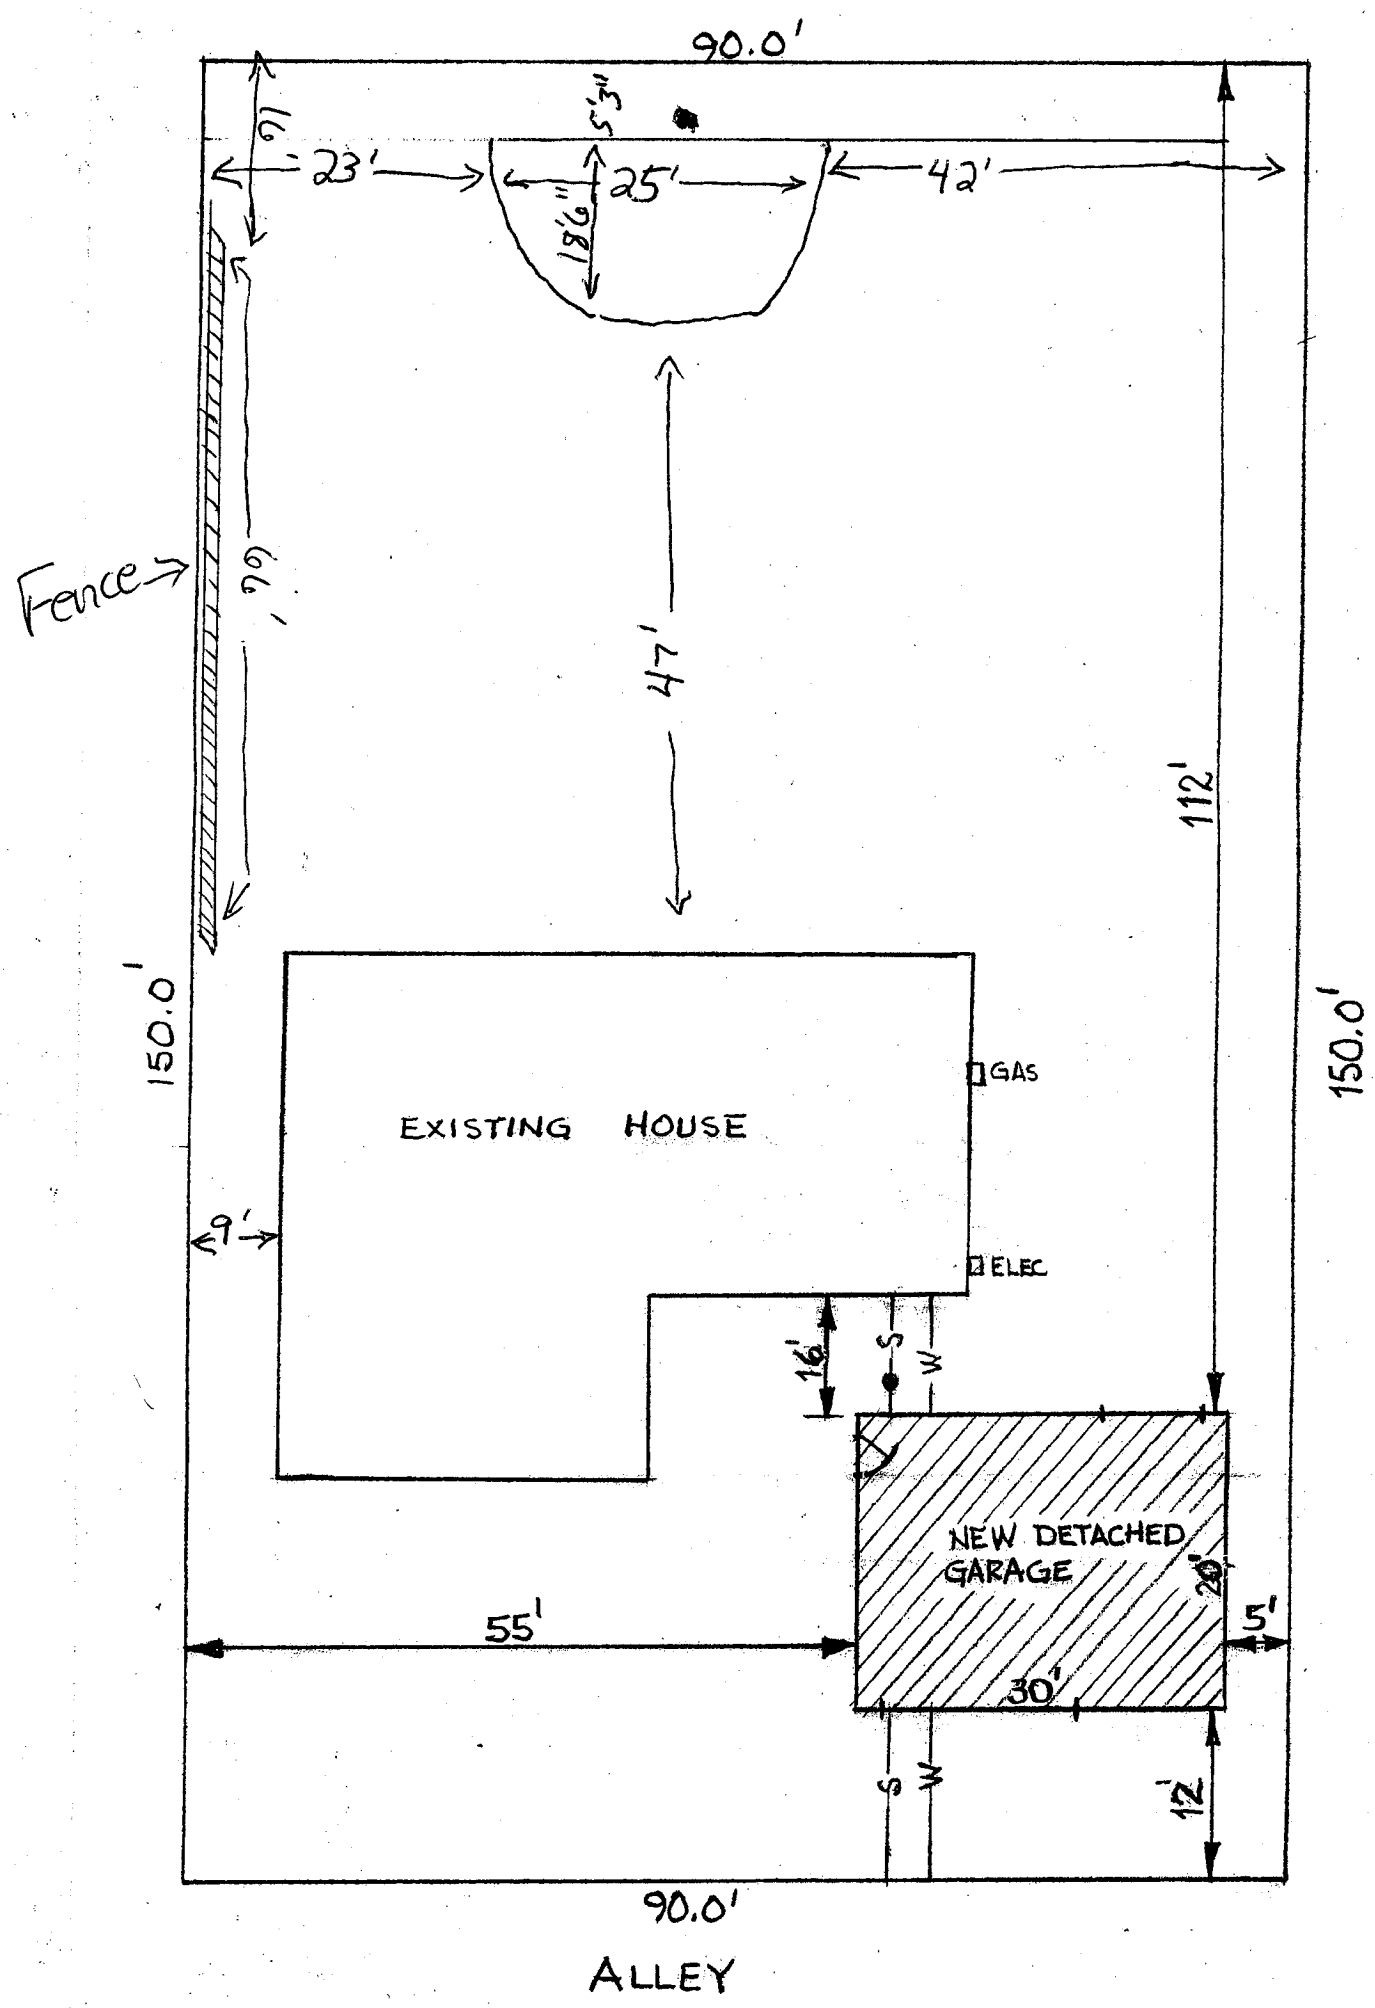 90.0'
5'3"
16'
23'
25'
42'
18'6"
66'
Fence
47'
112'
150.0'
150.0'
GAS
EXISTING HOUSE
9'
ELEC
16'
S
W
NEW DETACHED
GARAGE
20'
55'
5'
30'
S
W
12'
90.0'
ALLEY